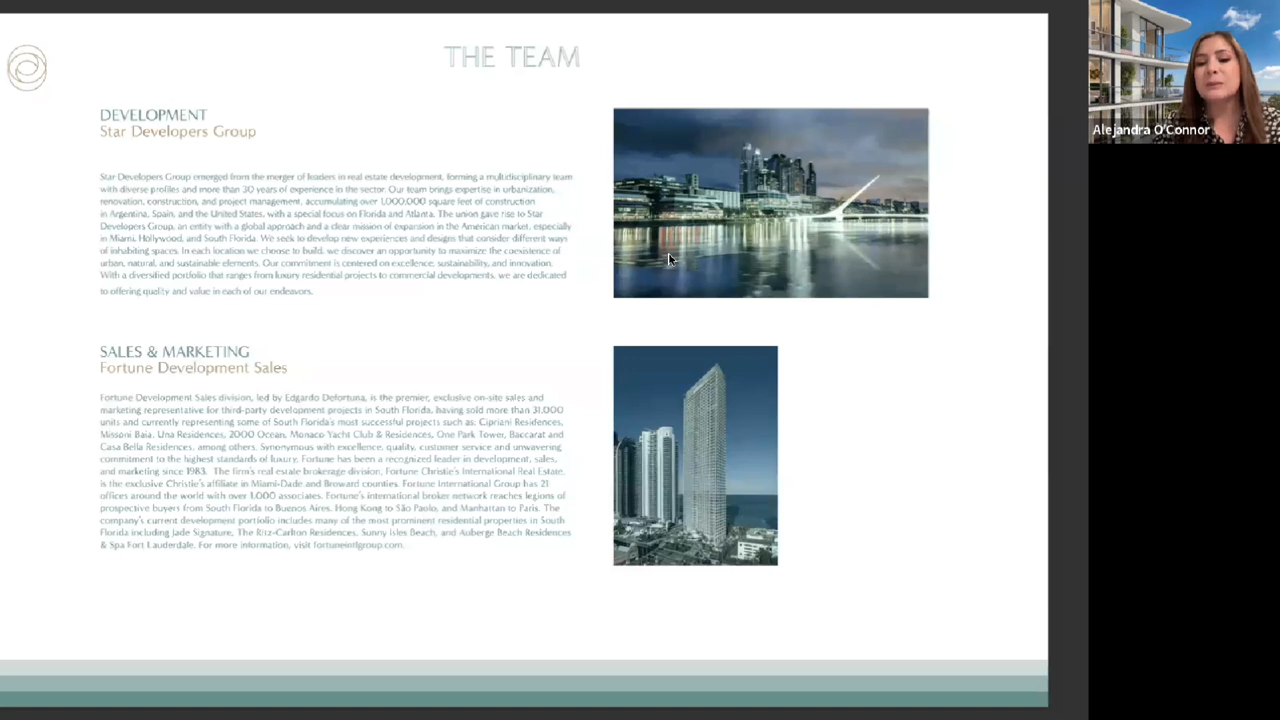 THE TEAM
DEVELOPMENT
Star Developers Group
Star Developers Group emerged from the merger of leaders in real estate development, forming a multidisciplinary team
with diverse profiles and more than 30 years of experience in the sector. Our team brings expertise in urbanization,
renovation, construction, and project management, accumulating over 1,000,000 square feet of construction
in Argentina, Spain, and the United States, with a special focus on Florida and Atlanta. The union gave rise to Star
Developers Group, an entity with a global approach and a clear mission of expansion in the American market, especially
in Miami, Hollywood, and South Florida. We seek to develop new experiences and designs that consider different ways
of inhabiting spaces. In each location we choose to build, we discover an opportunity to maximize the coexistence of
urban, natural, and sustainable elements. Our commitment is centered on excellence, sustainability, and innovation.
With a diversified portfolio that ranges from luxury residential projects to commercial developments, we are dedicated
to offering quality and value in each of our endeavors.
SALES & MARKETING
Fortune Development Sales
Fortune Development Sales division, led by Edgardo Defortuna, is the premier, exclusive on-site sales and
marketing representative for third-party development projects in South Florida, having sold more than 31,000
units and currently representing some of South Florida's most successful projects such as: Cipriani Residences,
Missoni Baia, Una Residences, 2000 Ocean, Monaco Yacht Club & Residences, One Park Tower, Baccarat and
Casa Bella Residences, among others. Synonymous with excellence, quality, customer service and unwavering
commitment to the highest standards of luxury, Fortune has been a recognized leader in development, sales,
and marketing since 1983. The firm's real estate brokerage division, Fortune Christie's International Real Estate,
is the exclusive Christie's affiliate in Miami-Dade and Broward counties. Fortune International Group has 21
offices around the world with over 1,000 associates. Fortune's international broker network reaches legions of
prospective buyers from South Florida to Buenos Aires, Hong Kong to São Paulo, and Manhattan to Paris. The
company's current development portfolio includes many of the most prominent residential properties in South
Florida including Jade Signature, The Ritz-Carlton Residences, Sunny Isles Beach, and Auberge Beach Residences
& Spa Fort Lauderdale. For more information, visit fortuneintlgroup.com.
Alejandra O'Connor